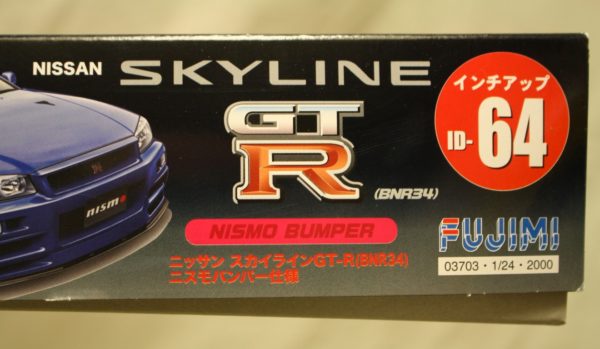 NISSAN SKYLINE
GT
R
(BNR34)
NISMO BUMPER
ニッサン スカイラインGT-R(BNR34)
ニスモバンパー仕様
インチアップ
ID-64
FUJIMI
03703・1/24・2000
nismo